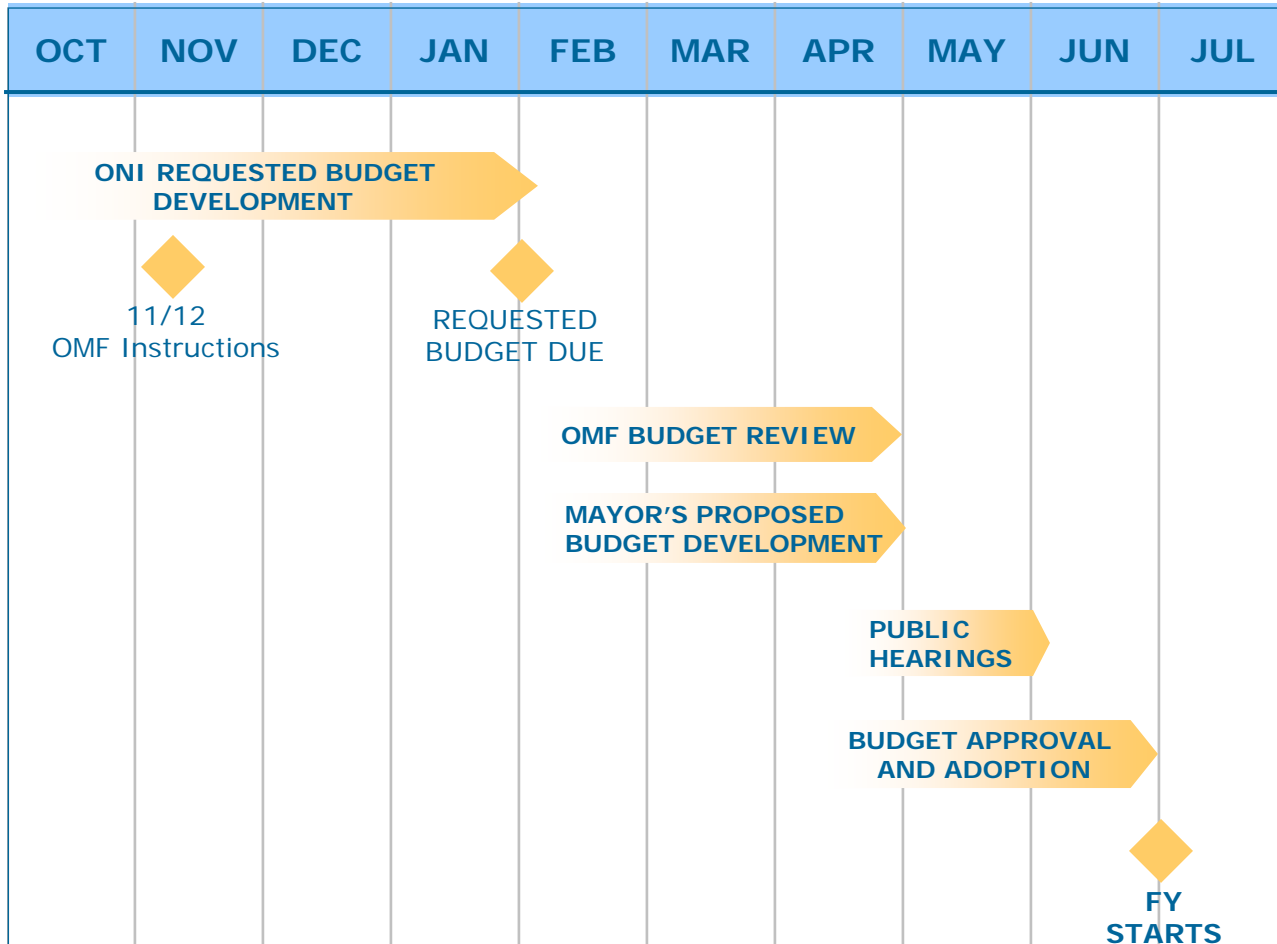 OCT NOV DEC JAN FEB MAR APR MAY JUN JUL
ONI REQUESTED BUDGET
DEVELOPMENT
11/12
OMF Instructions
REQUESTED
BUDGET DUE
OMF BUDGET REVIEW
MAYOR'S PROPOSED
BUDGET DEVELOPMENT
PUBLIC
HEARINGS
BUDGET APPROVAL
AND ADOPTION
FY
STARTS